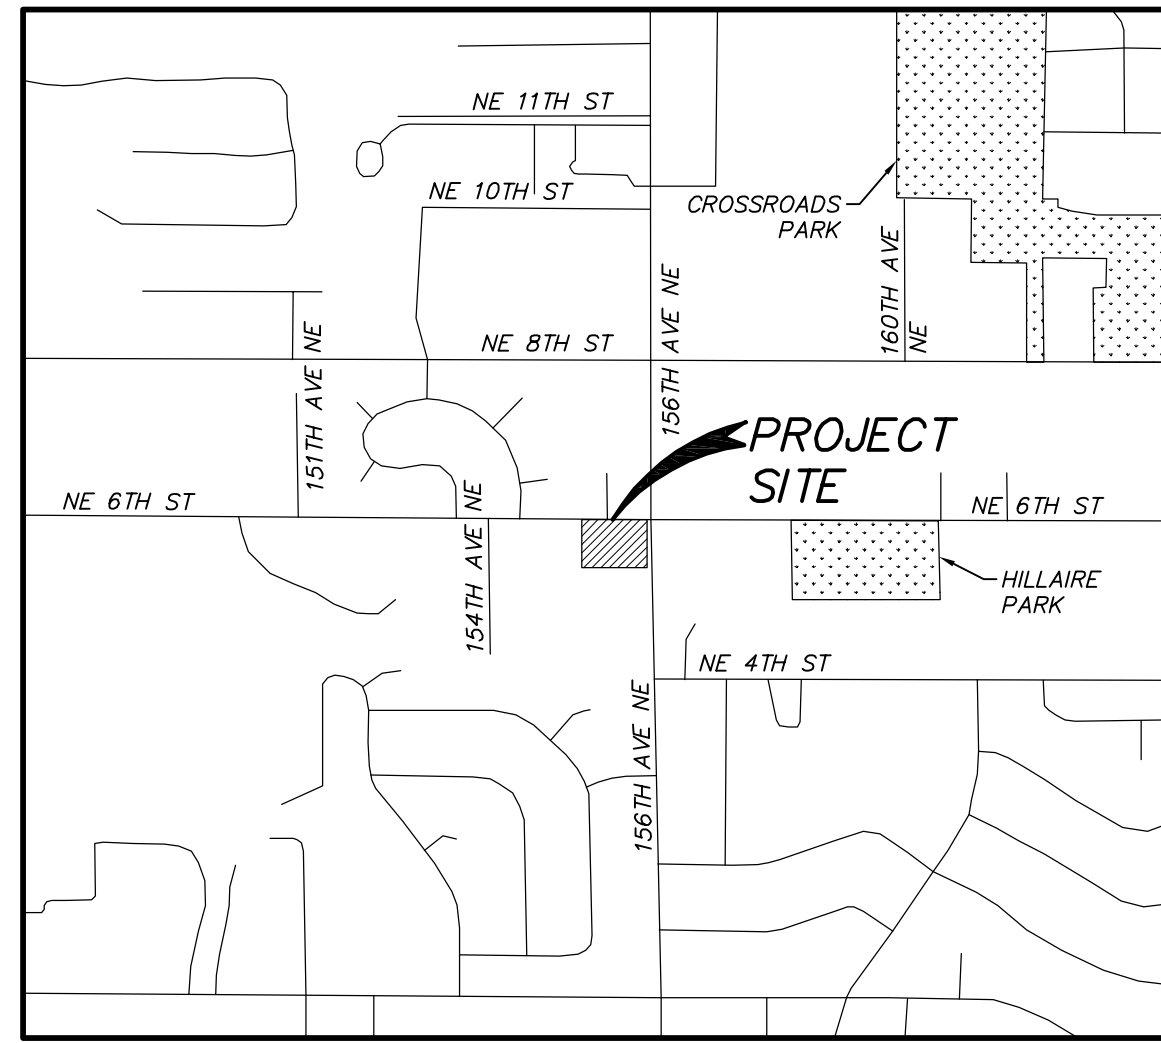 NE 11TH ST
NE 10TH ST
CROSSROADS
PARK
160TH AVE
NE
156TH AVE NE
NE 8TH ST
151TH AVE NE
PROJECT
SITE
NE 6TH ST
NE 6TH ST
154TH AVE NE
HILLAIRE
PARK
NE 4TH ST
156TH AVE NE